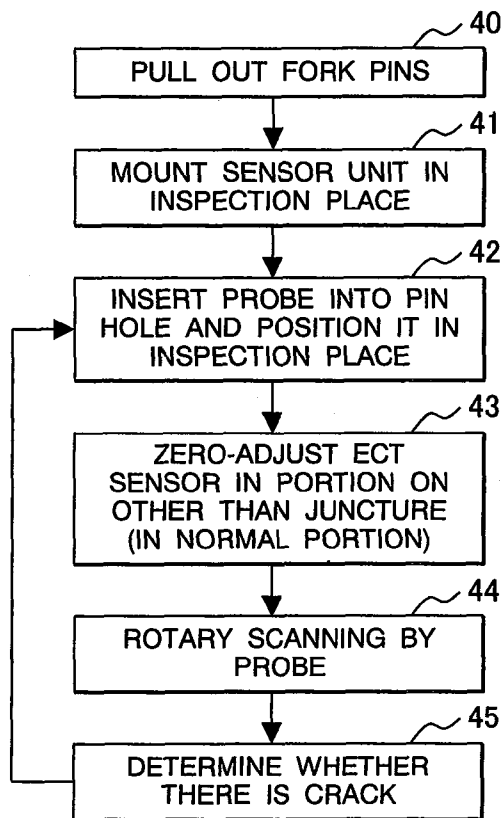 40
PULL OUT FORK PINS
41
MOUNT SENSOR UNIT IN
INSPECTION PLACE
42
INSERT PROBE INTO PIN
HOLE AND POSITION IT IN
INSPECTION PLACE
43
ZERO-ADJUST ECT
SENSOR IN PORTION ON
OTHER THAN JUNCTURE
(IN NORMAL PORTION)
44
ROTARY SCANNING BY
PROBE
45
DETERMINE WHETHER
THERE IS CRACK